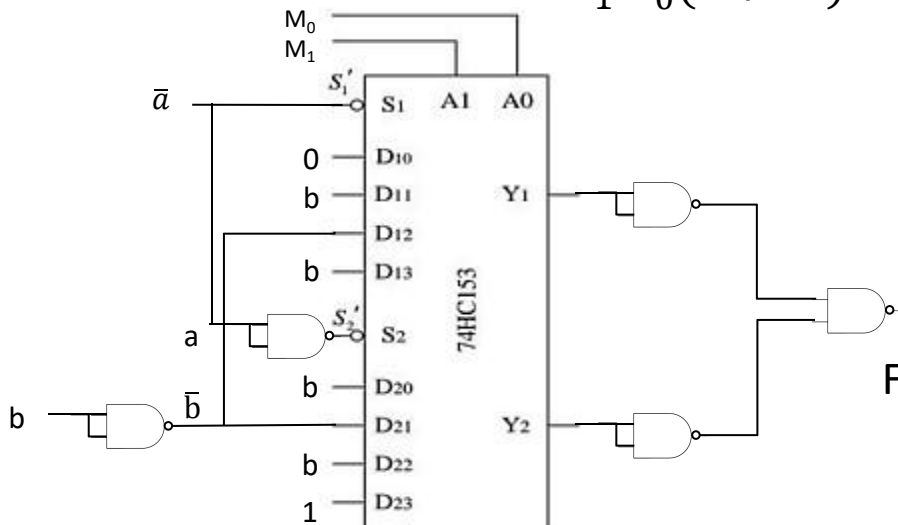 M₀
M₁
S₁′
ā
S1 A1 A0
0 D10
b D11 Y1
D12
b D13
74HC153
S₂′
a S2
b D20
b b̄ D21 Y2
b D22
1 D23
F